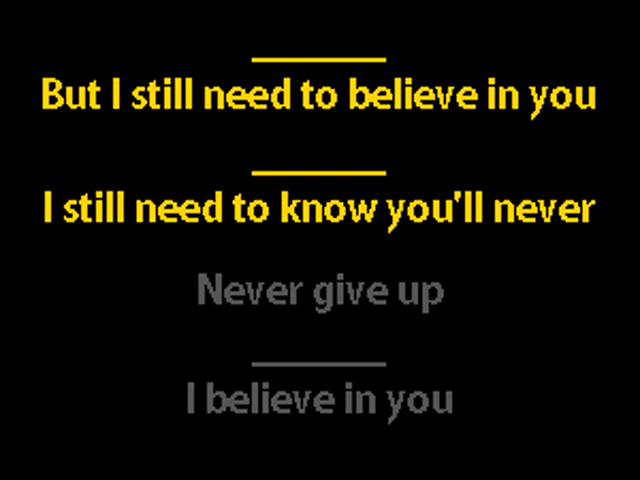 But I still need to believe in you
I still need to know you'll never
Never give up
I believe in you